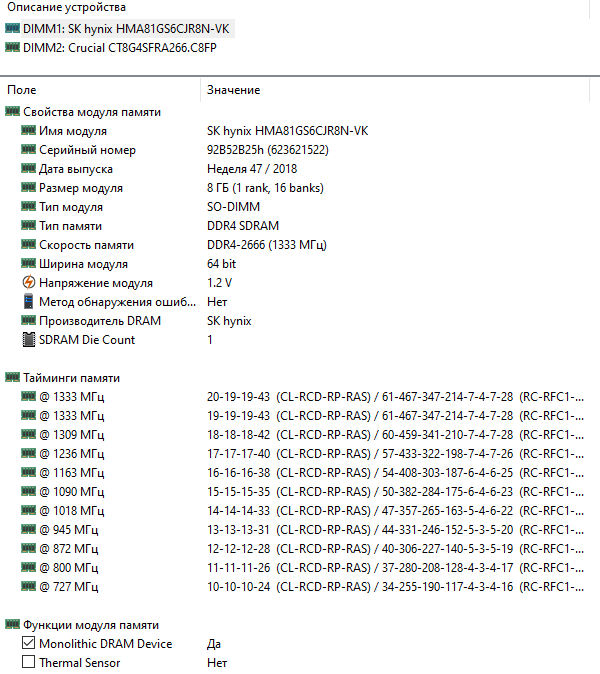 Описание устройства
DIMM1: SK hynix HMA81GS6CJR8N-VK
DIMM2: Crucial CT8G4SFRA266.C8FP
Поле Значение
Свойства модуля памяти
Имя модуля SK hynix HMA81GS6CJR8N-VK
Серийный номер 92B52B25h (623621522)
Дата выпуска Неделя 47 / 2018
Размер модуля 8 ГБ (1 rank, 16 banks)
Тип модуля SO-DIMM
Тип памяти DDR4 SDRAM
Скорость памяти DDR4-2666 (1333 МГц)
Ширина модуля 64 bit
Напряжение модуля 1.2 V
Метод обнаружения ошиб... Нет
Производитель DRAM SK hynix
SDRAM Die Count 1
Тайминги памяти
@ 1333 МГц 20-19-19-43 (CL-RCD-RP-RAS) / 61-467-347-214-7-4-7-28 (RC-RFC1-...
@ 1333 МГц 19-19-19-43 (CL-RCD-RP-RAS) / 61-467-347-214-7-4-7-28 (RC-RFC1-...
@ 1309 МГц 18-18-18-42 (CL-RCD-RP-RAS) / 60-459-341-210-7-4-7-28 (RC-RFC1-...
@ 1236 МГц 17-17-17-40 (CL-RCD-RP-RAS) / 57-433-322-198-7-4-7-26 (RC-RFC1-...
@ 1163 МГц 16-16-16-38 (CL-RCD-RP-RAS) / 54-408-303-187-6-4-6-25 (RC-RFC1-...
@ 1090 МГц 15-15-15-35 (CL-RCD-RP-RAS) / 50-382-284-175-6-4-6-23 (RC-RFC1-...
@ 1018 МГц 14-14-14-33 (CL-RCD-RP-RAS) / 47-357-265-163-5-4-6-22 (RC-RFC1-...
@ 945 МГц 13-13-13-31 (CL-RCD-RP-RAS) / 44-331-246-152-5-3-5-20 (RC-RFC1-...
@ 872 МГц 12-12-12-28 (CL-RCD-RP-RAS) / 40-306-227-140-5-3-5-19 (RC-RFC1-...
@ 800 МГц 11-11-11-26 (CL-RCD-RP-RAS) / 37-280-208-128-4-3-4-17 (RC-RFC1-...
@ 727 МГц 10-10-10-24 (CL-RCD-RP-RAS) / 34-255-190-117-4-3-4-16 (RC-RFC1-...
Функции модуля памяти
Monolithic DRAM Device Да
Thermal Sensor Нет